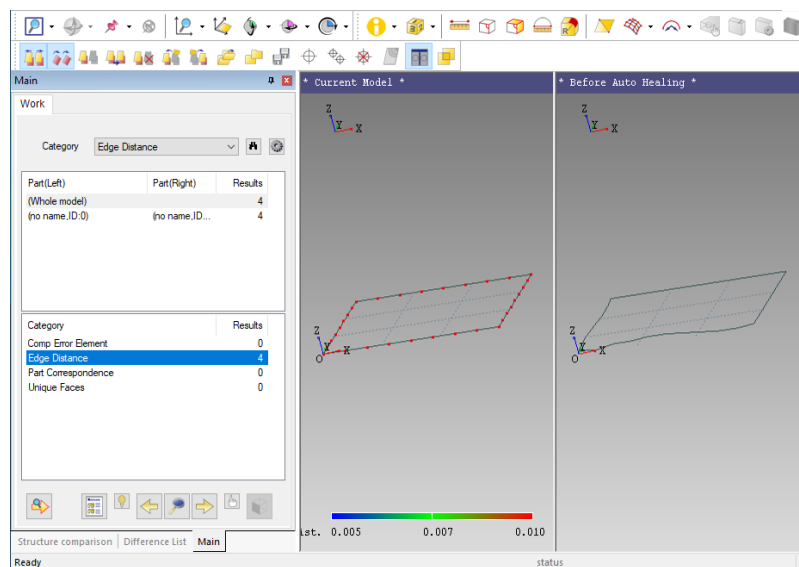 Main
* Current Model *
* Before Auto Healing *
Work
Category Edge Distance
Part(Left) Part(Right) Results
(Whole model) 4
(no name,ID:0) (no name,ID... 4
Category Results
Comp Error Element 0
Edge Distance 4
Part Correspondence 0
Unique Faces 0
Z
Y
X
Z
Y
X
Z
Y
X
O
Z
Y
X
O
ist. 0.005 0.007 0.010
Structure comparison Difference List Main
Ready status